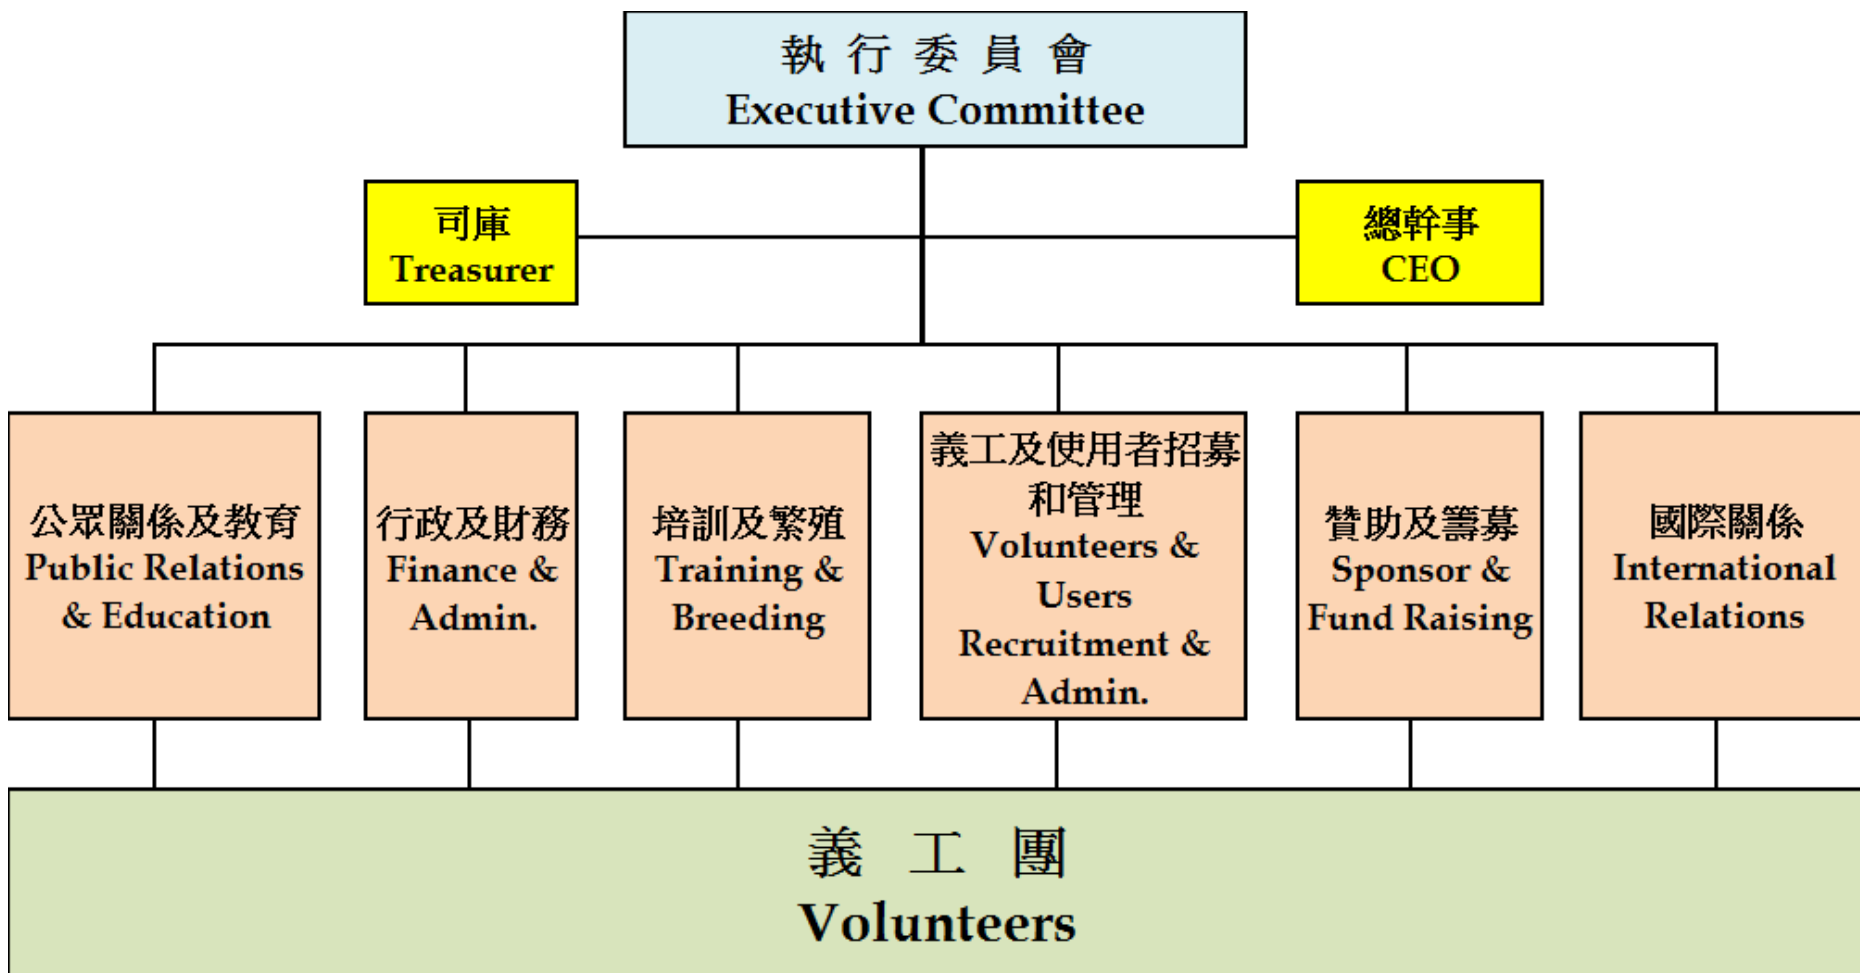 執行委員會
Executive Committee
司庫
Treasurer
總幹事
CEO
公眾關係及教育
Public Relations
& Education
行政及財務
Finance &
Admin.
培訓及繁殖
Training &
Breeding
義工及使用者招募
和管理
Volunteers &
Users
Recruitment &
Admin.
贊助及籌募
Sponsor &
Fund Raising
國際關係
International
Relations
義工團
Volunteers